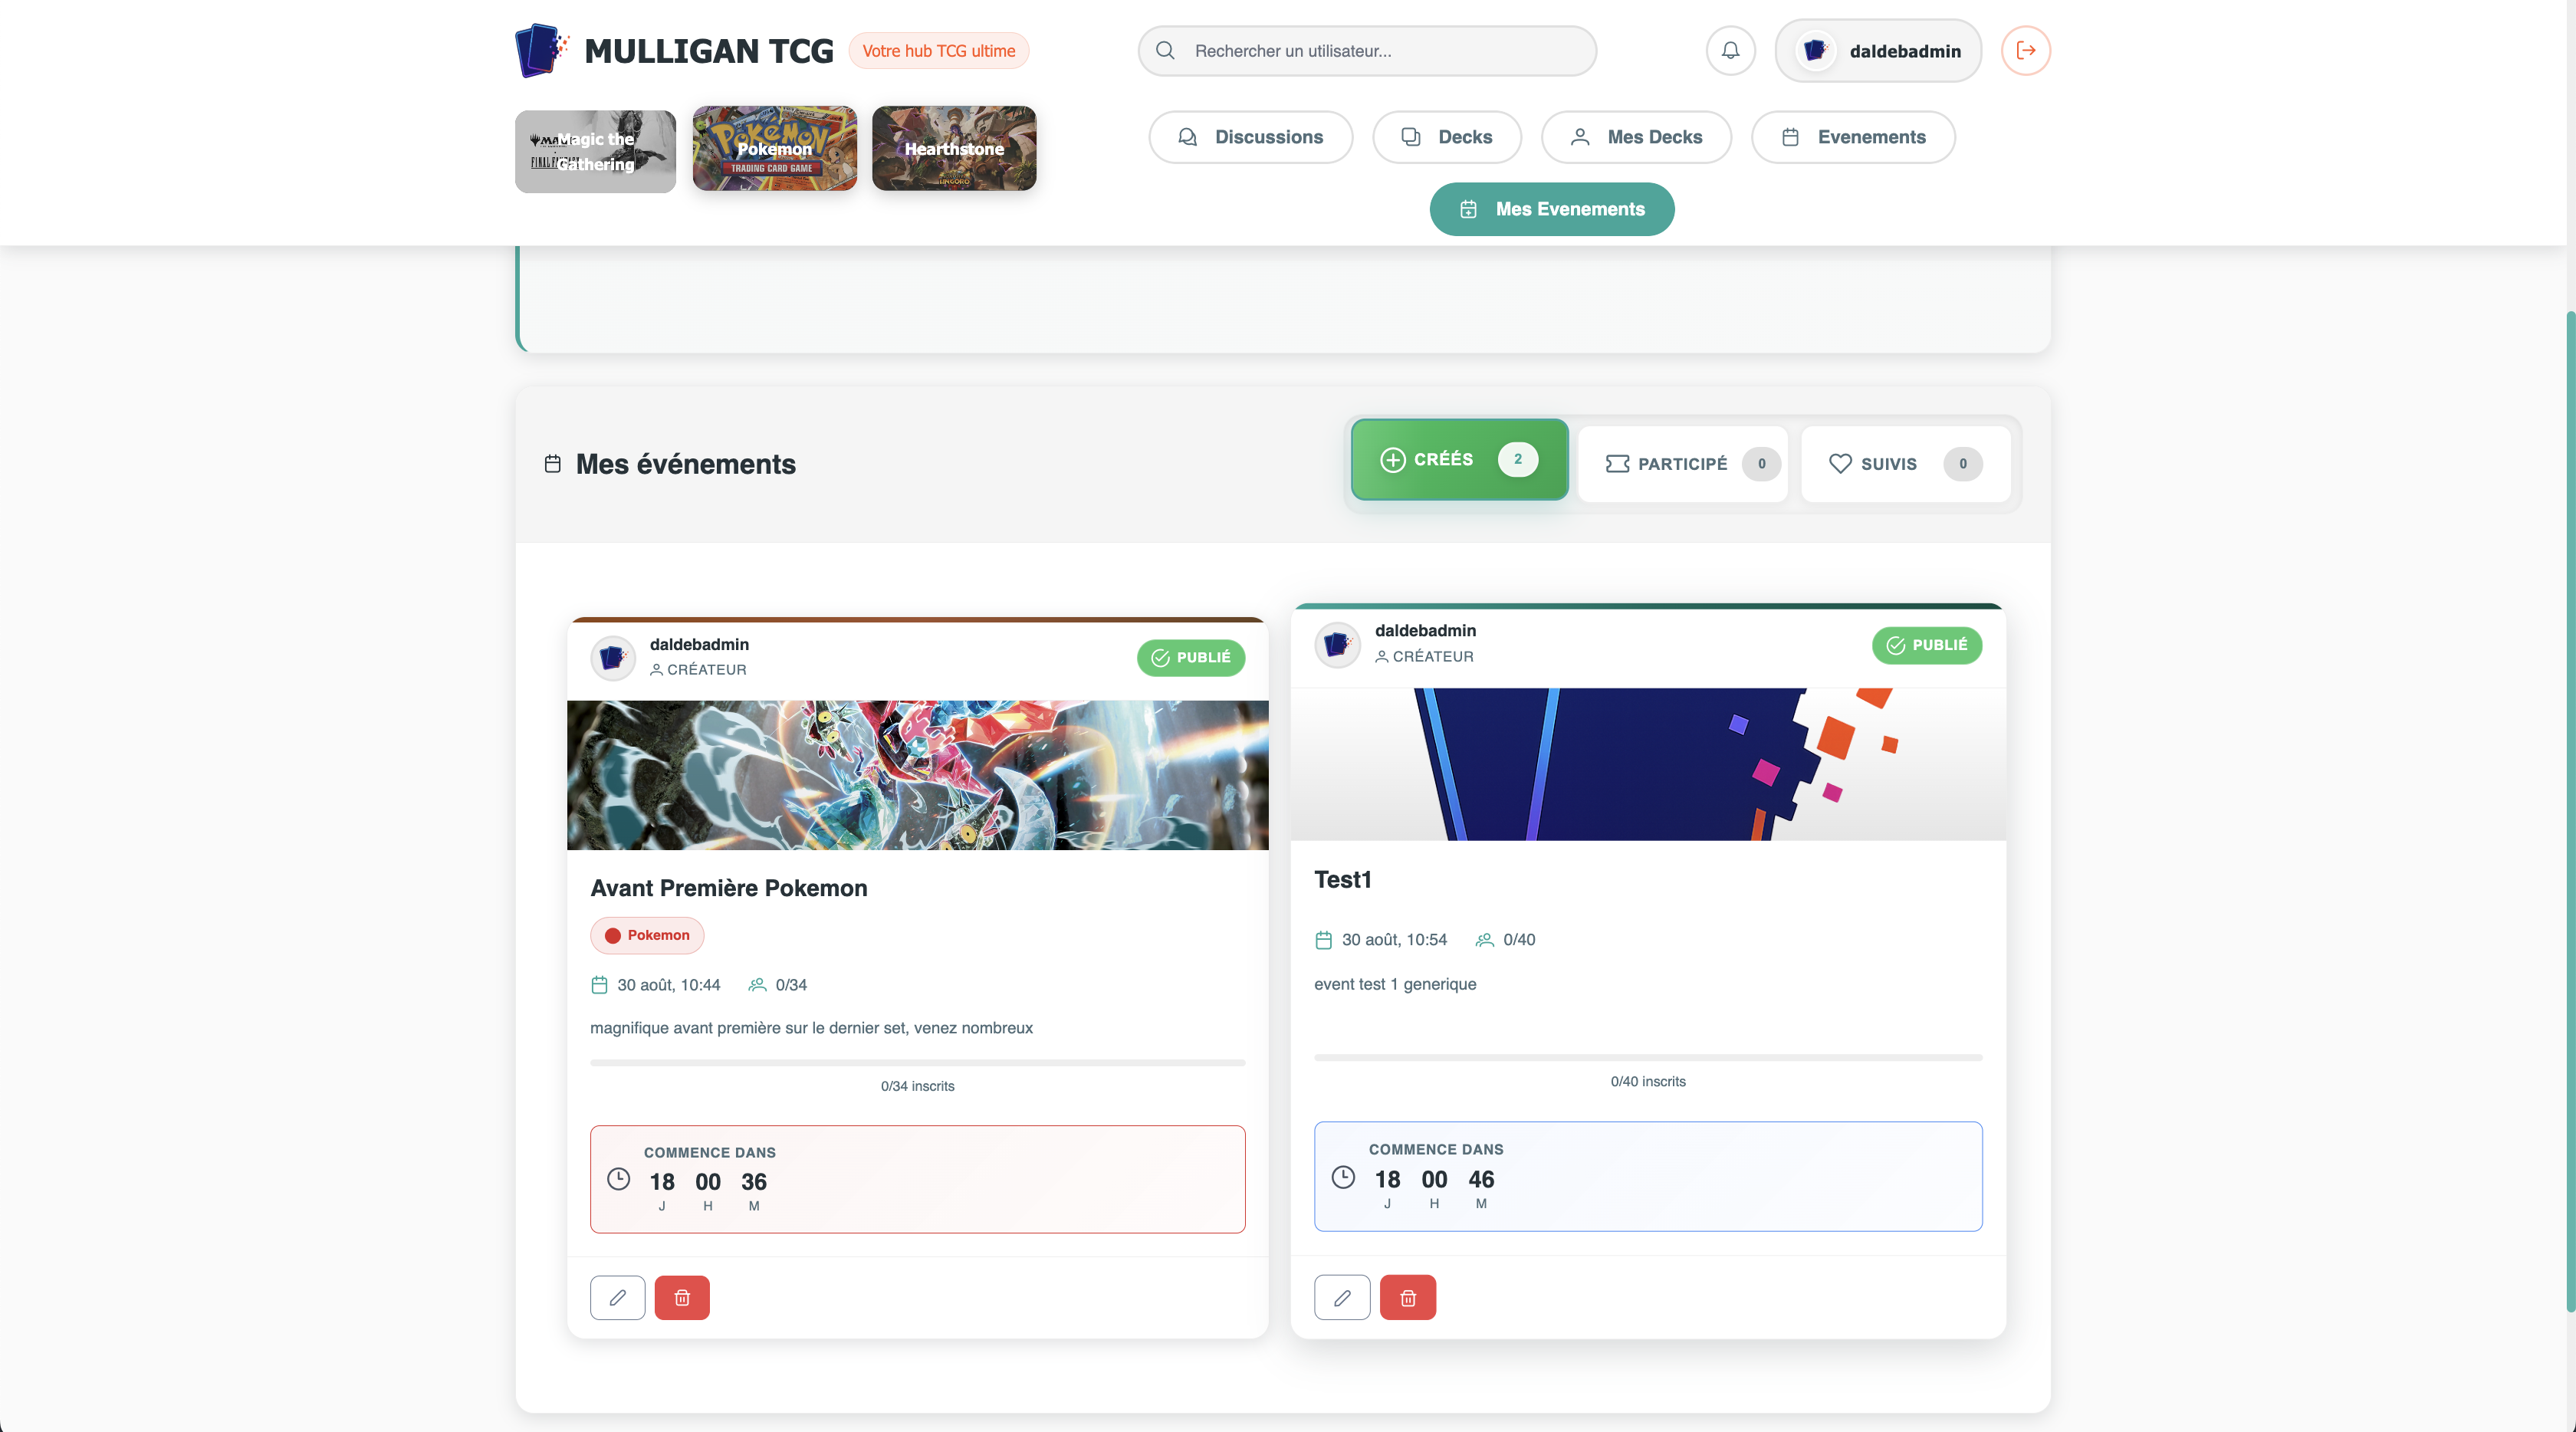 MULLIGAN TCG
Votre hub TCG ultime
Rechercher un utilisateur...
daldebadmin
Magic the
Gathering
Pokemon
TRADING CARD GAME
Hearthstone
Discussions
Decks
Mes Decks
Evenements
Mes Evenements
Mes événements
CRÉÉS 2
PARTICIPÉ 0
SUIVIS 0
daldebadmin
CRÉATEUR
PUBLIÉ
Avant Première Pokemon
Pokemon
30 août, 10:44 0/34
magnifique avant première sur le dernier set, venez nombreux
0/34 inscrits
COMMENCE DANS
18 00 36
J H M
daldebadmin
CRÉATEUR
PUBLIÉ
Test1
30 août, 10:54 0/40
event test 1 generique
0/40 inscrits
COMMENCE DANS
18 00 46
J H M